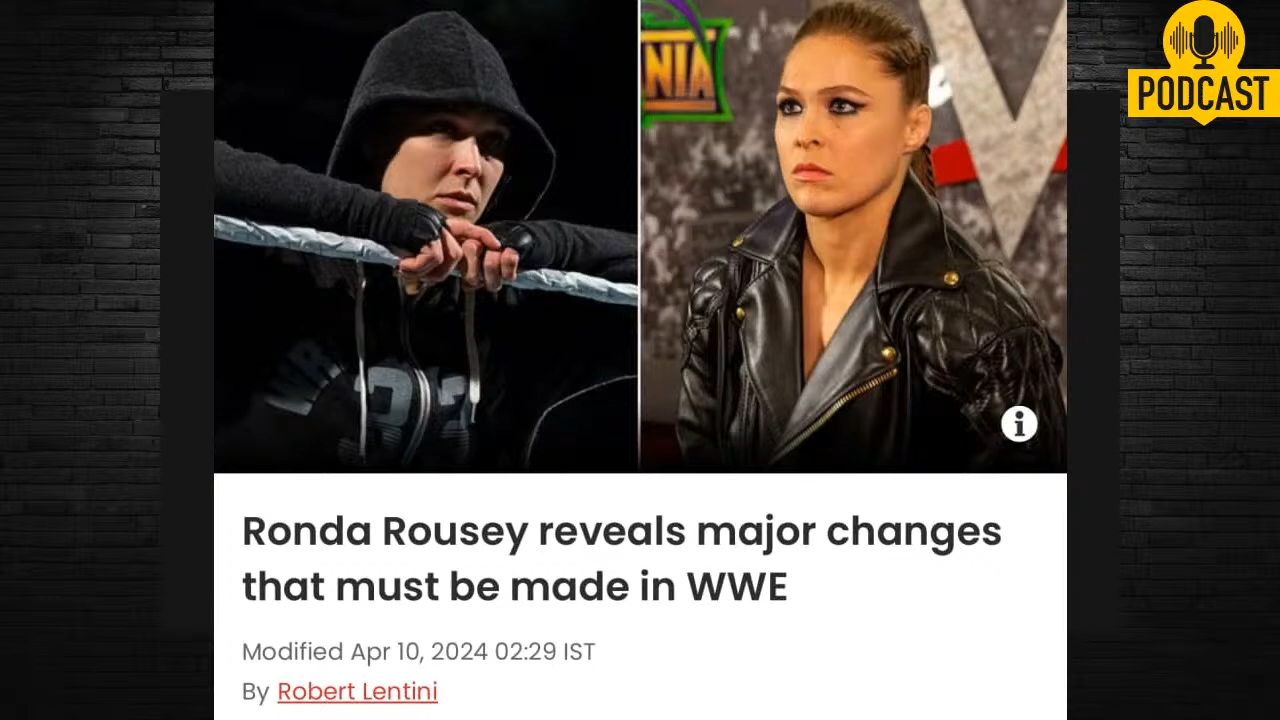 PODCAST
NIA
Ronda Rousey reveals major changes
that must be made in WWE
Modified Apr 10, 2024 02:29 IST
By Robert Lentini